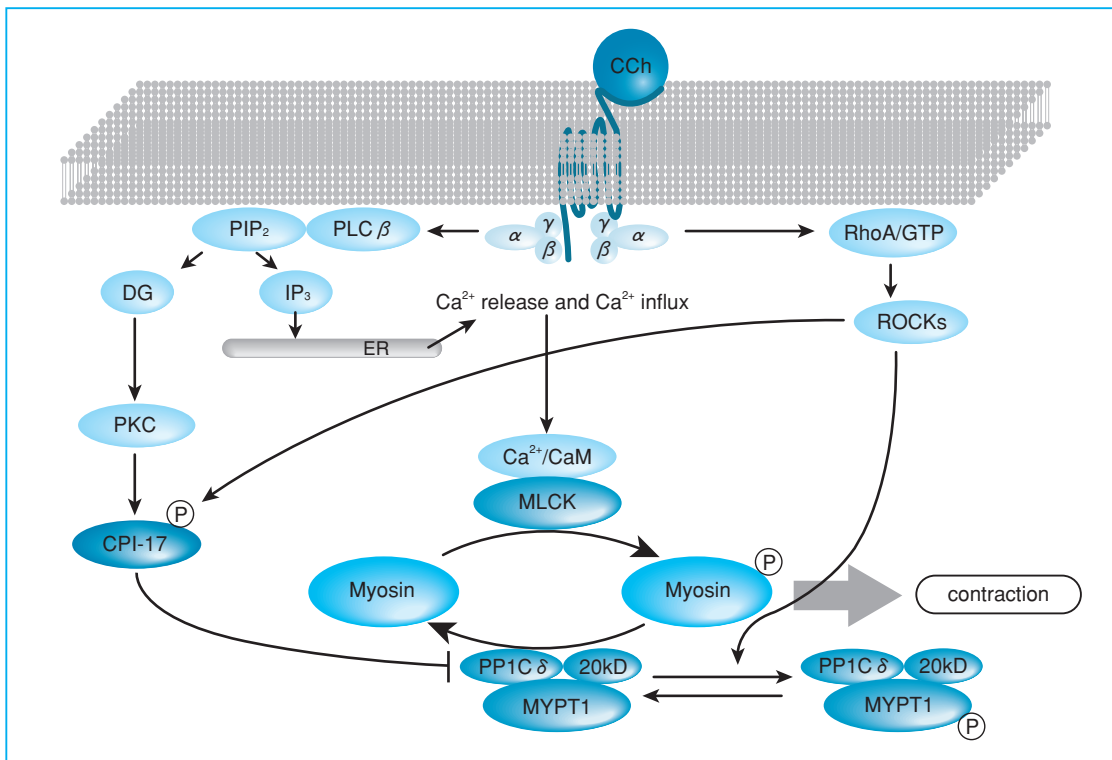 CCh
PIP₂
PLC β
α
γ
β
γ
β
α
RhoA/GTP
DG
IP₃
Ca²⁺ release and Ca²⁺ influx
ROCKs
ER
PKC
Ca²⁺/CaM
MLCK
P
CPI-17
Myosin
Myosin
P
contraction
PP1C δ
20kD
MYPT1
PP1C δ
20kD
MYPT1
P